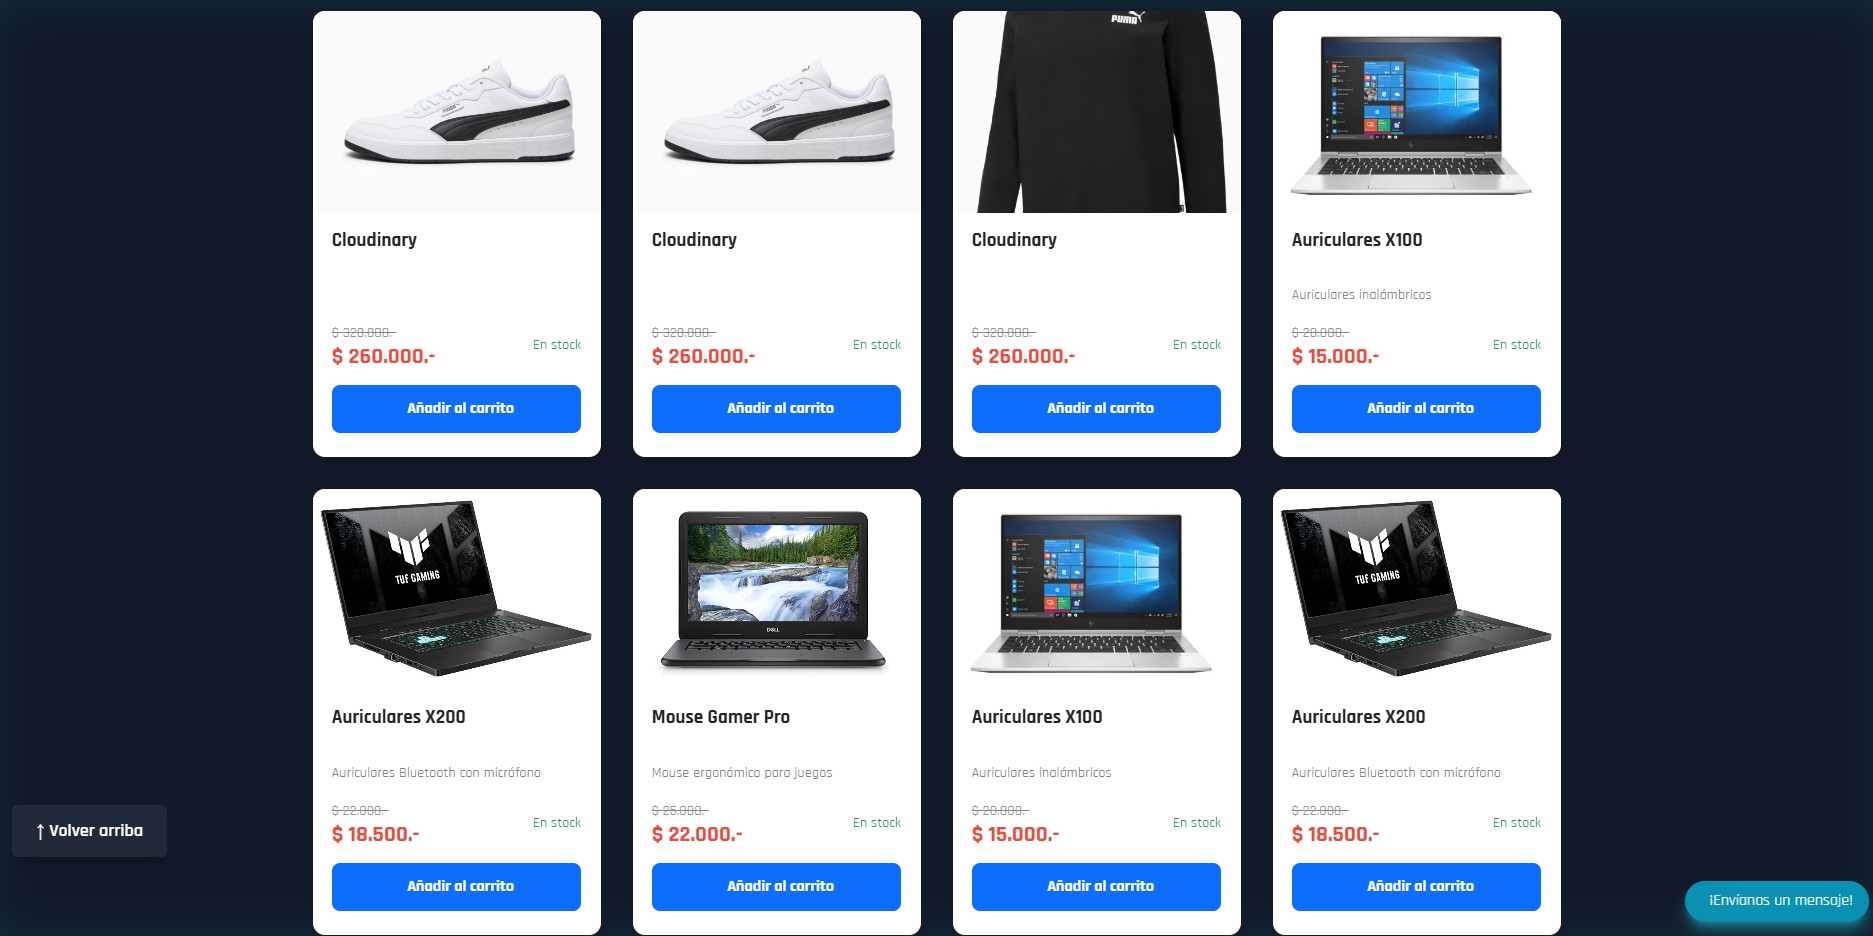 PUMA
Cloudinary
$ 320.000.-
$ 260.000.-
En stock
Añadir al carrito
Cloudinary
$ 320.000.-
$ 260.000.-
En stock
Añadir al carrito
Cloudinary
$ 320.000.-
$ 260.000.-
En stock
Añadir al carrito
Auriculares X100
Auriculares inalámbricos
$ 20.000.-
$ 15.000.-
En stock
Añadir al carrito
TUF GAMING
Auriculares X200
Auriculares Bluetooth con micrófono
$ 22.000.-
$ 18.500.-
En stock
Añadir al carrito
DELL
Mouse Gamer Pro
Mouse ergonómico para juegos
$ 25.000.-
$ 22.000.-
En stock
Añadir al carrito
Auriculares X100
Auriculares inalámbricos
$ 20.000.-
$ 15.000.-
En stock
Añadir al carrito
TUF GAMING
Auriculares X200
Auriculares Bluetooth con micrófono
$ 22.000.-
$ 18.500.-
En stock
Añadir al carrito
↑ Volver arriba
¡Envíanos un mensaje!